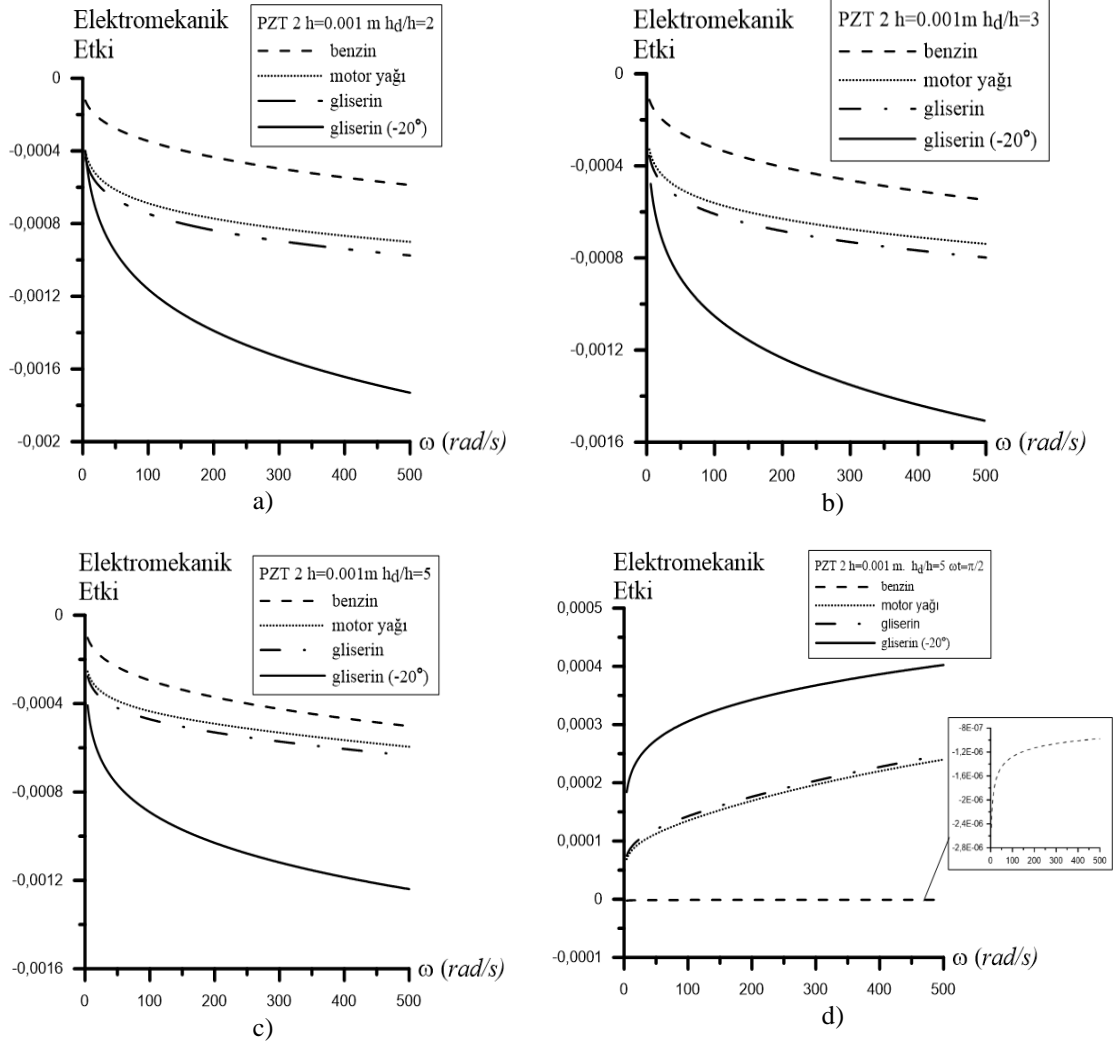 Elektromekanik
Etki
PZT 2 h=0.001 m hd/h=2
benzin
motor yağı
gliserin
gliserin (-20°)
0
-0,0004
-0,0008
-0,0012
-0,0016
-0,002
0 100 200 300 400 500
ω (rad/s)
a)
Elektromekanik
Etki
PZT 2 h=0.001m hd/h=3
benzin
motor yağı
gliserin
gliserin (-20°)
0
-0,0004
-0,0008
-0,0012
-0,0016
0 100 200 300 400 500
ω (rad/s)
b)
Elektromekanik
Etki
PZT 2 h=0.001m hd/h=5
benzin
motor yağı
gliserin
gliserin (-20°)
0
-0,0004
-0,0008
-0,0012
-0,0016
0 100 200 300 400 500
ω (rad/s)
c)
Elektromekanik
Etki
PZT 2 h=0.001 m. hd/h=5 ωt=π/2
benzin
motor yağı
gliserin
gliserin (-20°)
0,0005
0,0004
0,0003
0,0002
0,0001
0
-0,0001
0 100 200 300 400 500
ω (rad/s)
-8E-07
-1,2E-06
-1,6E-06
-2E-06
-2,4E-06
-2,8E-06
0 100 200 300 400 500
d)